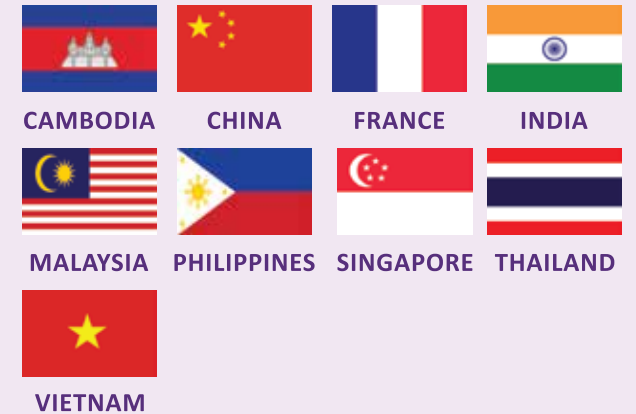 CAMBODIA CHINA FRANCE INDIA
MALAYSIA PHILIPPINES SINGAPORE THAILAND
VIETNAM